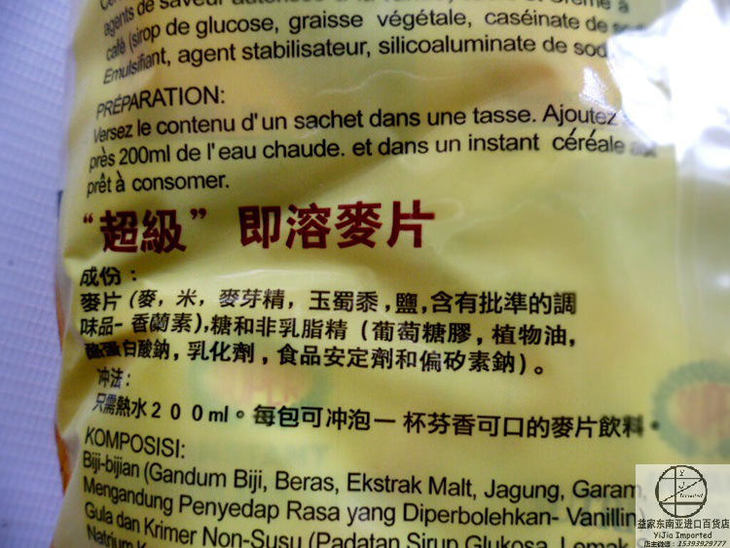 agents de saveur
café (sirop de glucose, graisse végétale, caséinate de
Emulsifiant, agent stabilisateur, silicoaluminate de sod
PRÉPARATION:
Versez le contenu d'un sachet dans une tasse. Ajoutez
près 200ml de l'eau chaude. et dans un instant céréale
prêt à consomer.
“超級” 即溶麥片
成份：
麥片 (麥，米，麥芽精，玉蜀黍，鹽,含有批準的調
味品- 香蘭素),糖和非乳脂精 (葡萄糖膠，植物油,
酪蛋白酸鈉，乳化劑，食品安定劑和偏矽素鈉)。
冲法:
只需熱水２００ml。每包可冲泡一 杯芬香可口的麥片飲料。
KOMPOSISI:
Biji-bijian (Gandum Biji, Beras, Ekstrak Malt, Jagung, Garam,
Mengandung Penyedap Rasa yang Diperbolehkan- Vanillin)
Gula dan Krimer Non-Susu (Padatan Sirup Glukosa, Lemak
Natrium
益家东南亚进口百货店
YiJia Imported
店主微信：15393929777